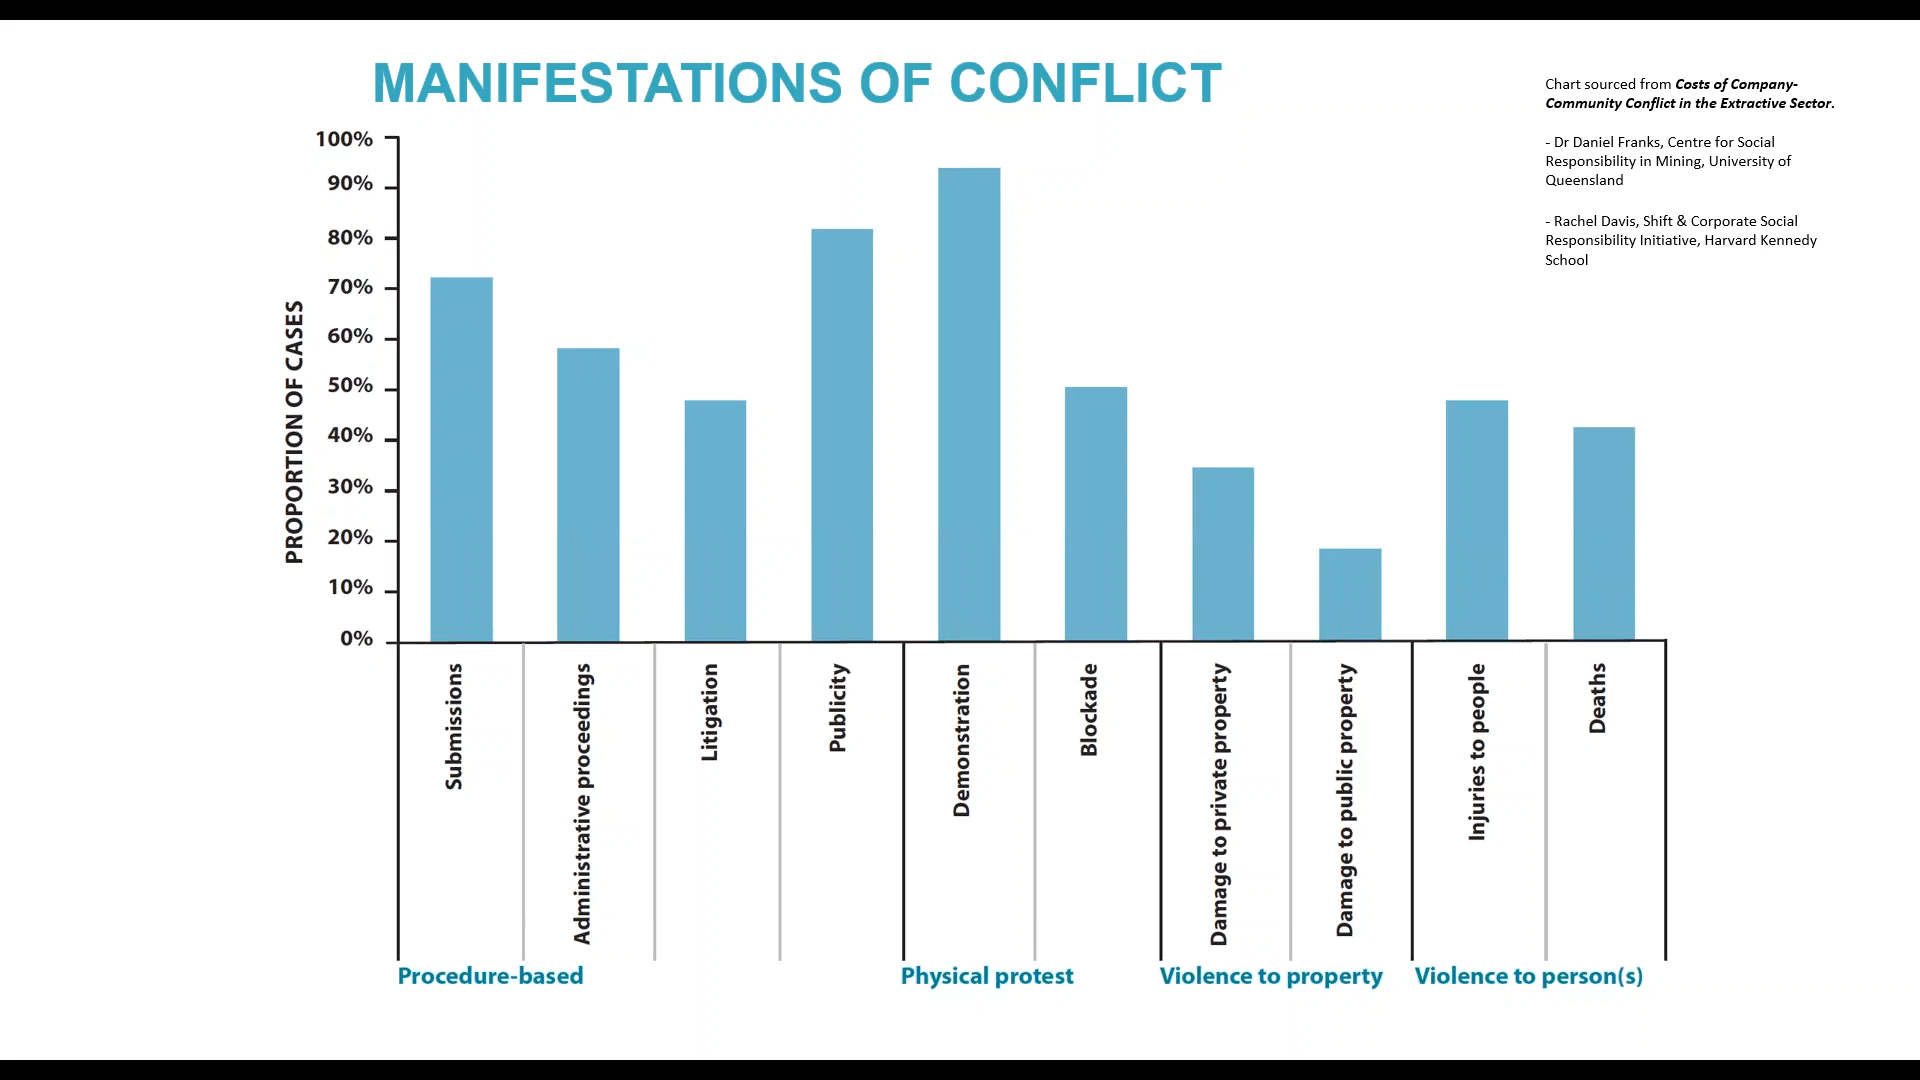 MANIFESTATIONS OF CONFLICT
Chart sourced from Costs of Company-
Community Conflict in the Extractive Sector.
- Dr Daniel Franks, Centre for Social
Responsibility in Mining, University of
Queensland
- Rachel Davis, Shift & Corporate Social
Responsibility Initiative, Harvard Kennedy
School
PROPORTION OF CASES
100%
90%
80%
70%
60%
50%
40%
30%
20%
10%
0%
Submissions
Administrative proceedings
Litigation
Publicity
Demonstration
Blockade
Damage to private property
Damage to public property
Injuries to people
Deaths
Procedure-based
Physical protest
Violence to property
Violence to person(s)